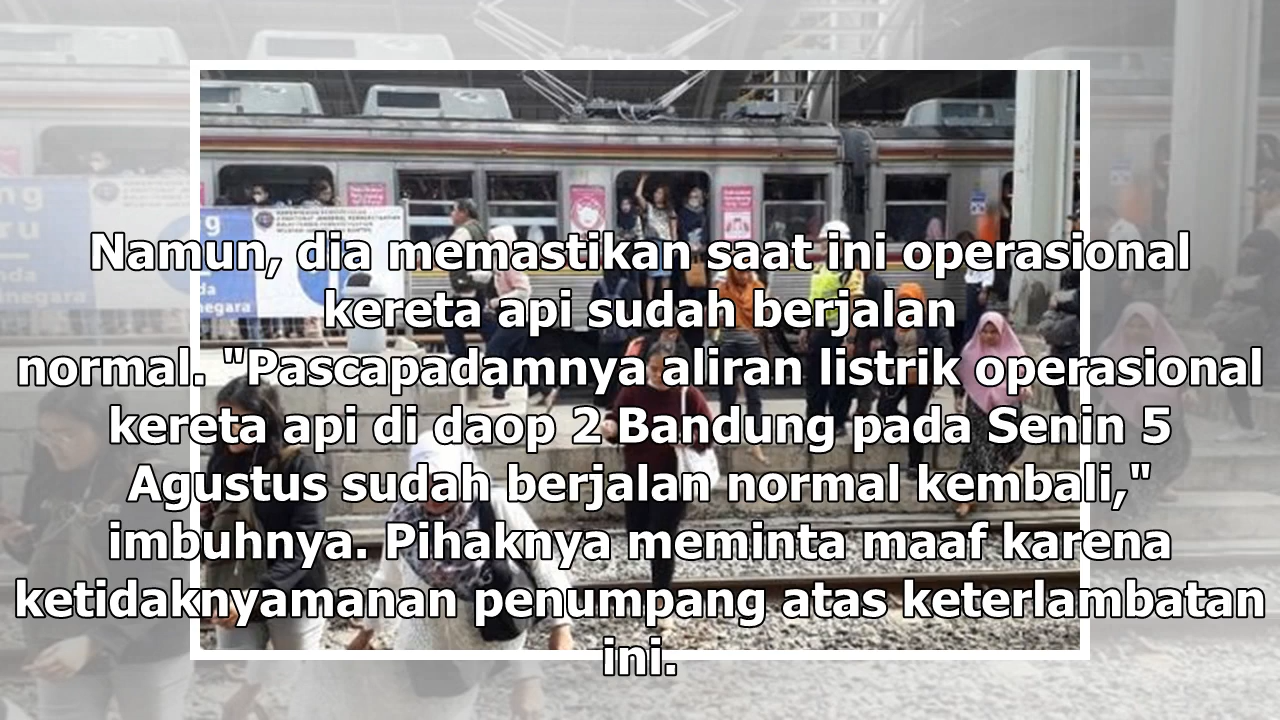 Namun, dia memastikan saat ini operasional
kereta api sudah berjalan
normal. "Pascapadamnya aliran listrik operasional
kereta api di daop 2 Bandung pada Senin 5
Agustus sudah berjalan normal kembali,"
imbuhnya. Pihaknya meminta maaf karena
ketidaknyamanan penumpang atas keterlambatan
ini.